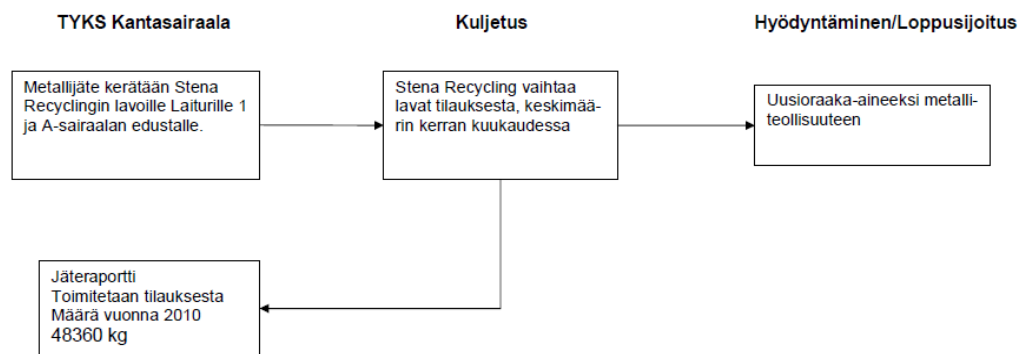 TYKS Kantasairaala
Kuljetus
Hyödyntäminen/Loppusijoitus
Metallijäte kerätään Stena
Recyclingin lavoille Laiturille 1
ja A-sairaalan edustalle.
Stena Recycling vaihtaa
lavat tilauksesta, keskimää-
rin kerran kuukaudessa
Uusioraaka-aineeksi metalli-
teollisuuteen
Jäteraportti
Toimitetaan tilauksesta
Määrä vuonna 2010
48360 kg